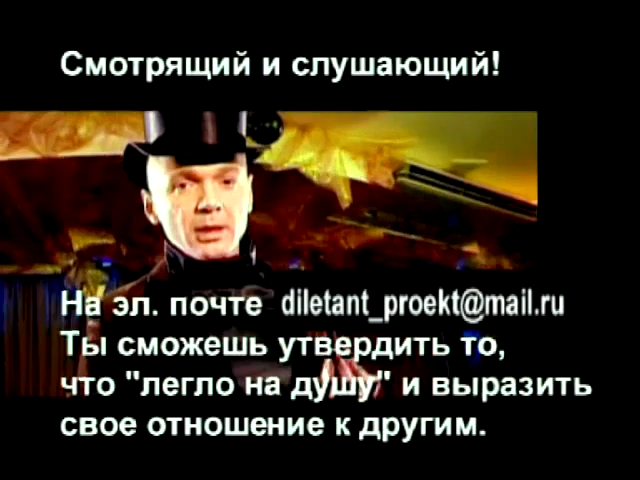 Смотрящий и слушающий!
На эл. почте diletant_proekt@mail.ru
Ты сможешь утвердить то,
что "легло на душу" и выразить
свое отношение к другим.